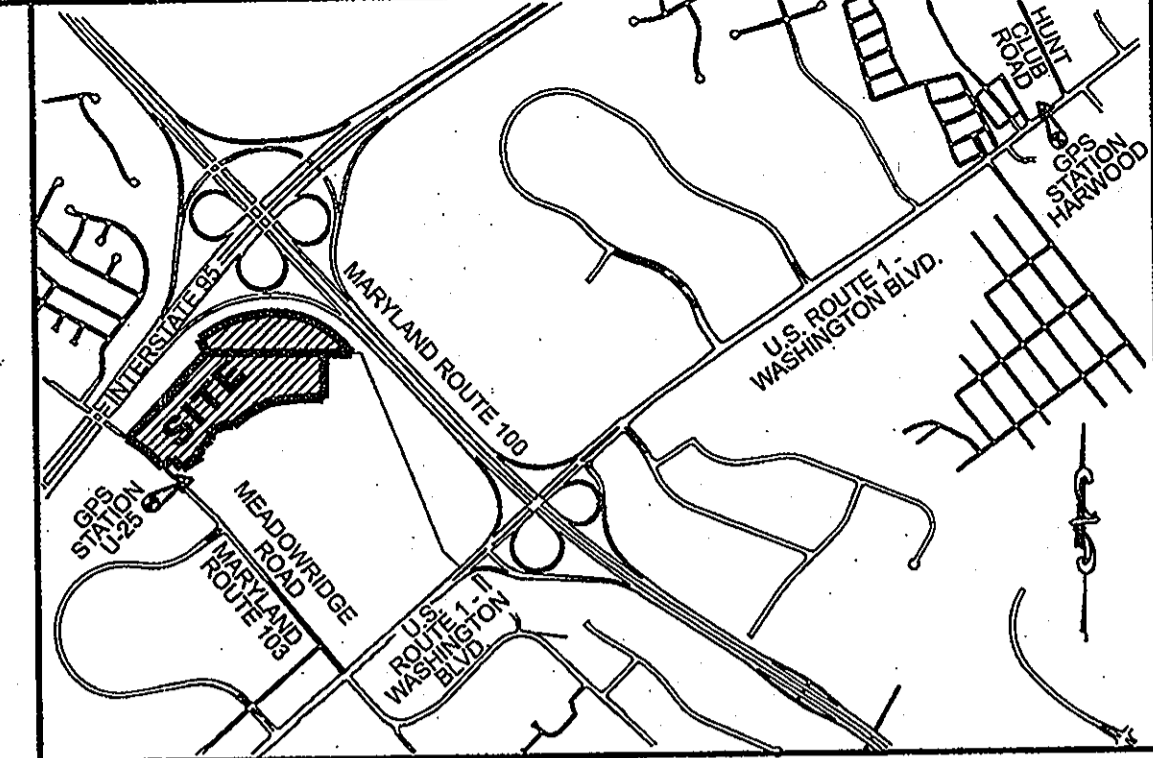 HUNT
CLUB
ROAD
GPS
STATION
HARWOOD
INTERSTATE 95
MARYLAND ROUTE 100
U.S. ROUTE 1 -
WASHINGTON BLVD.
SITE
GPS
STATION
U-25
MEADOWRIDGE
ROAD
MARYLAND
ROUTE 103
U.S.
ROUTE 1 - II
WASHINGTON
BLVD.